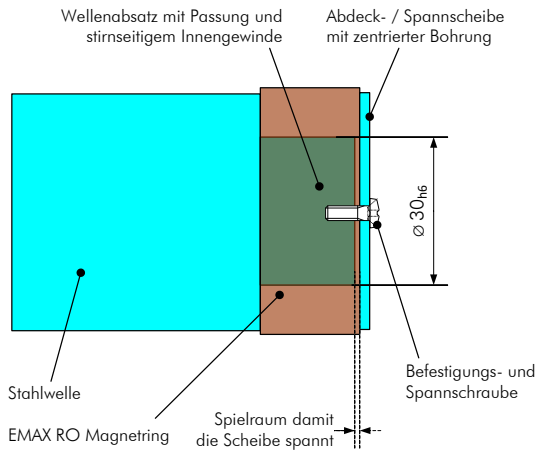 Wellenabsatz mit Passung und
stirnseitigem Innengewinde
Abdeck- / Spannscheibe
mit zentrierter Bohrung
⌀ 30h6
Stahlwelle
EMAX RO Magnetring
Spielraum damit
die Scheibe spannt
Befestigungs- und
Spannschraube